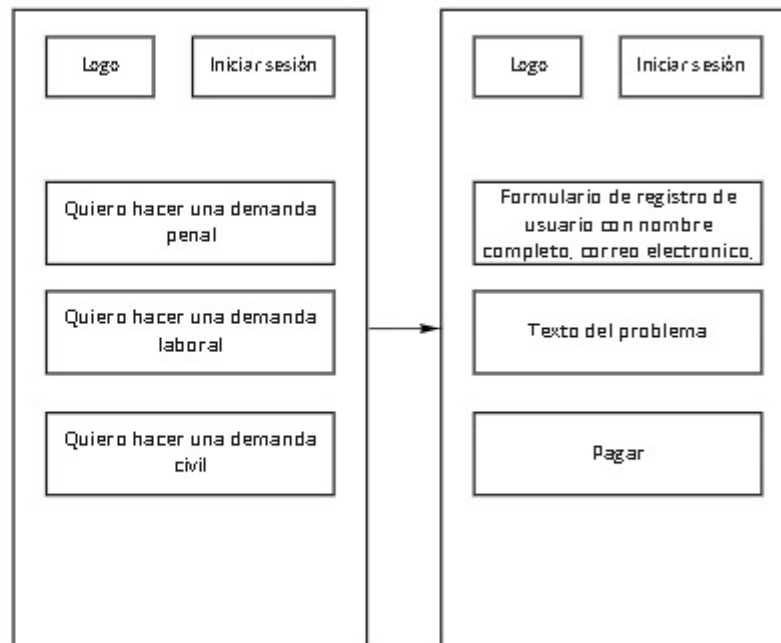 Logo
Iniciar sesión
Quiero hacer una demanda
penal
Quiero hacer una demanda
laboral
Quiero hacer una demanda
civil
Logo
Iniciar sesión
Formulario de registro de
usuario con nombre
completo, correo electronico,
Texto del problema
Pagar